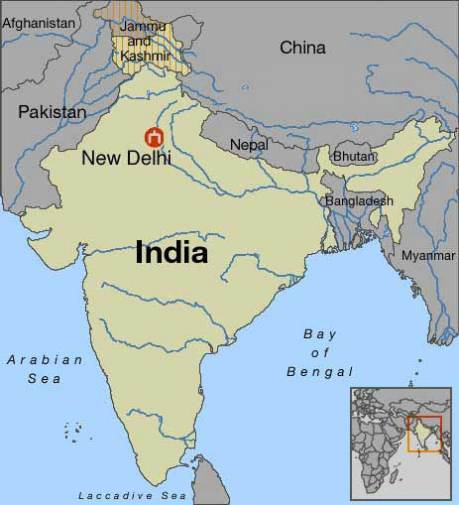 Afghanistan
Jammu
and
Kashmir
China
Pakistan
Nepal
Bhutan
New Delhi
Bangladesh
India
Myanmar
Bay
of
Bengal
Arabian
Sea
Laccadive Sea